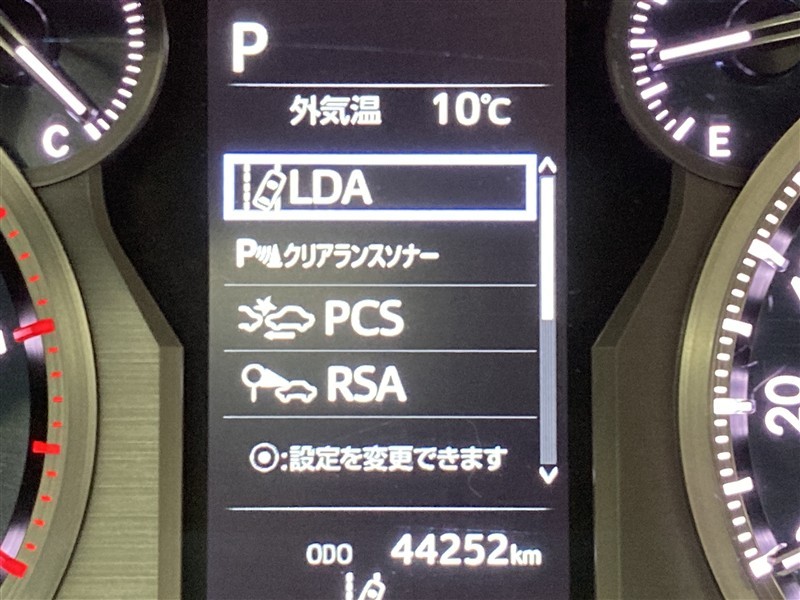 P
外気温 10℃
C
E
LDA
Pクリアランスソナー
PCS
RSA
20
◎:設定を変更できます
ODO 44252km